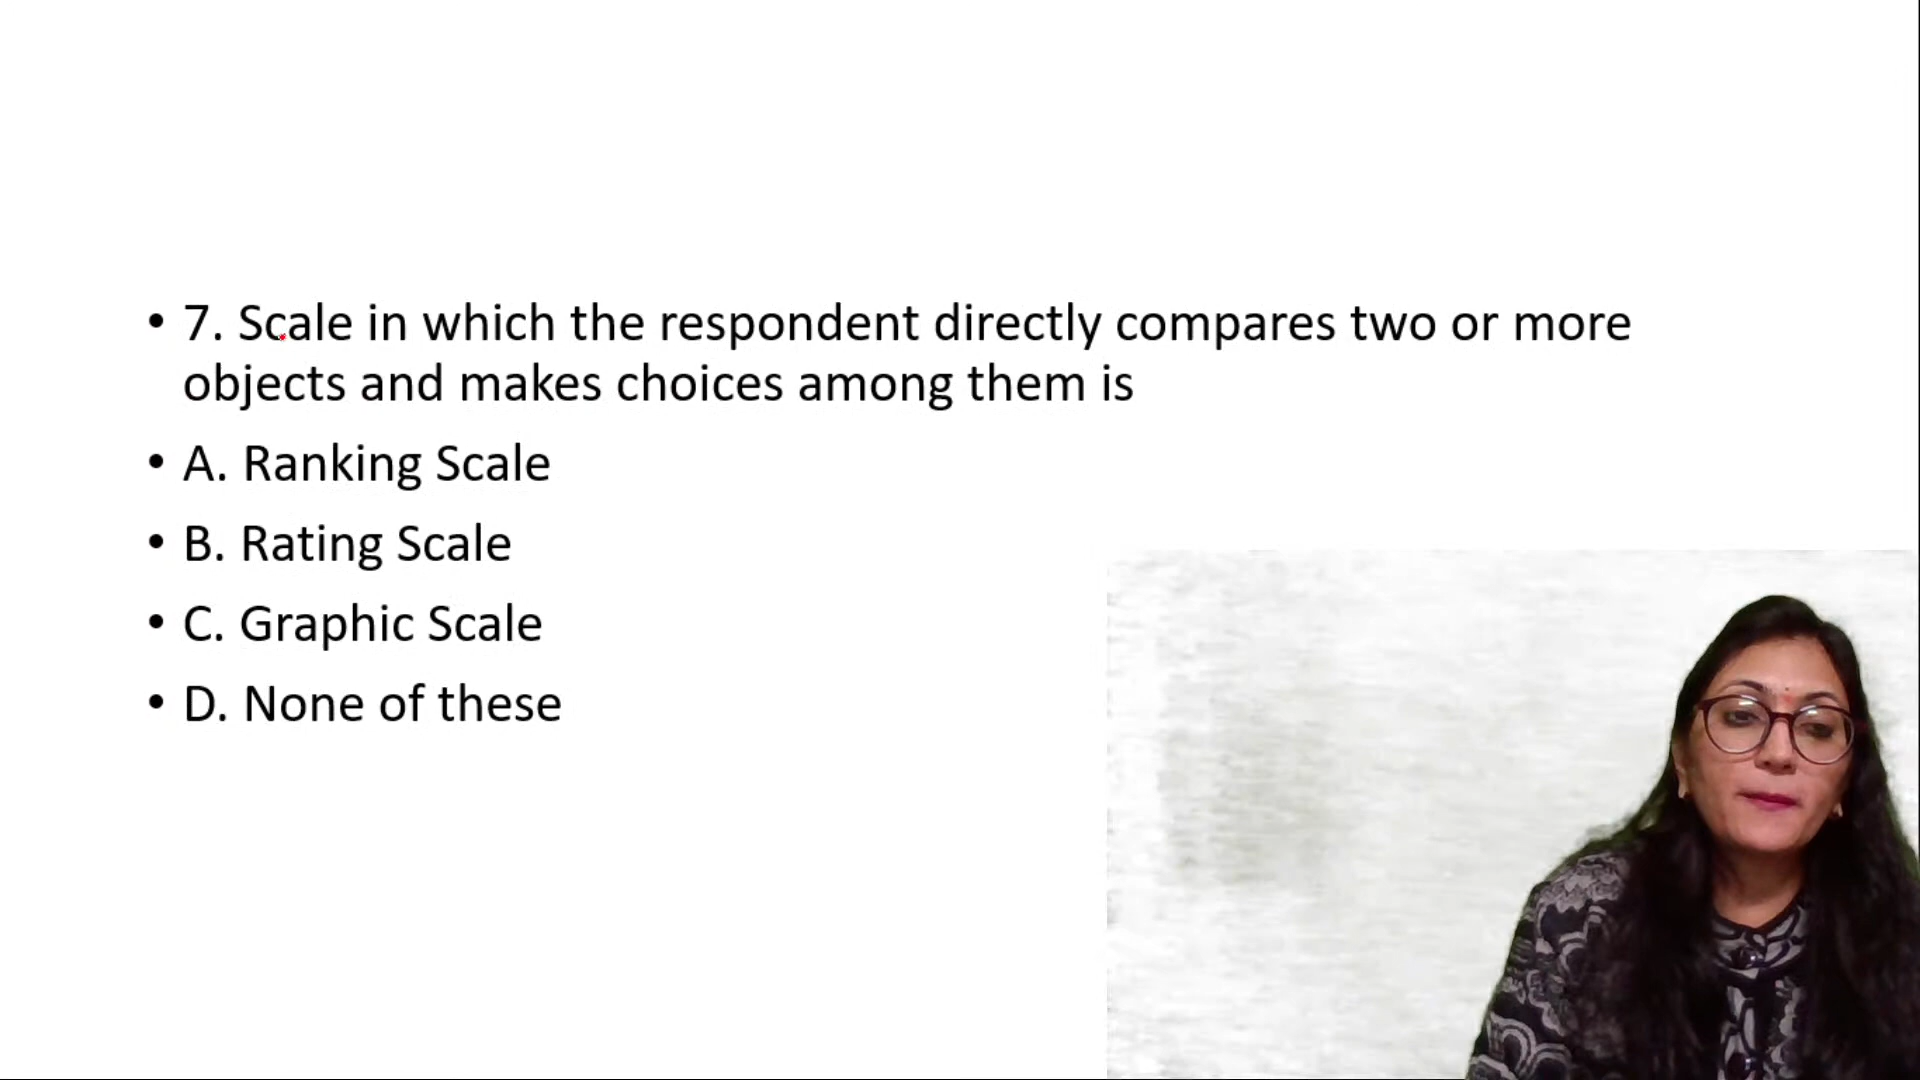 • 7. Scale in which the respondent directly compares two or more
objects and makes choices among them is
• A. Ranking Scale
• B. Rating Scale
• C. Graphic Scale
• D. None of these